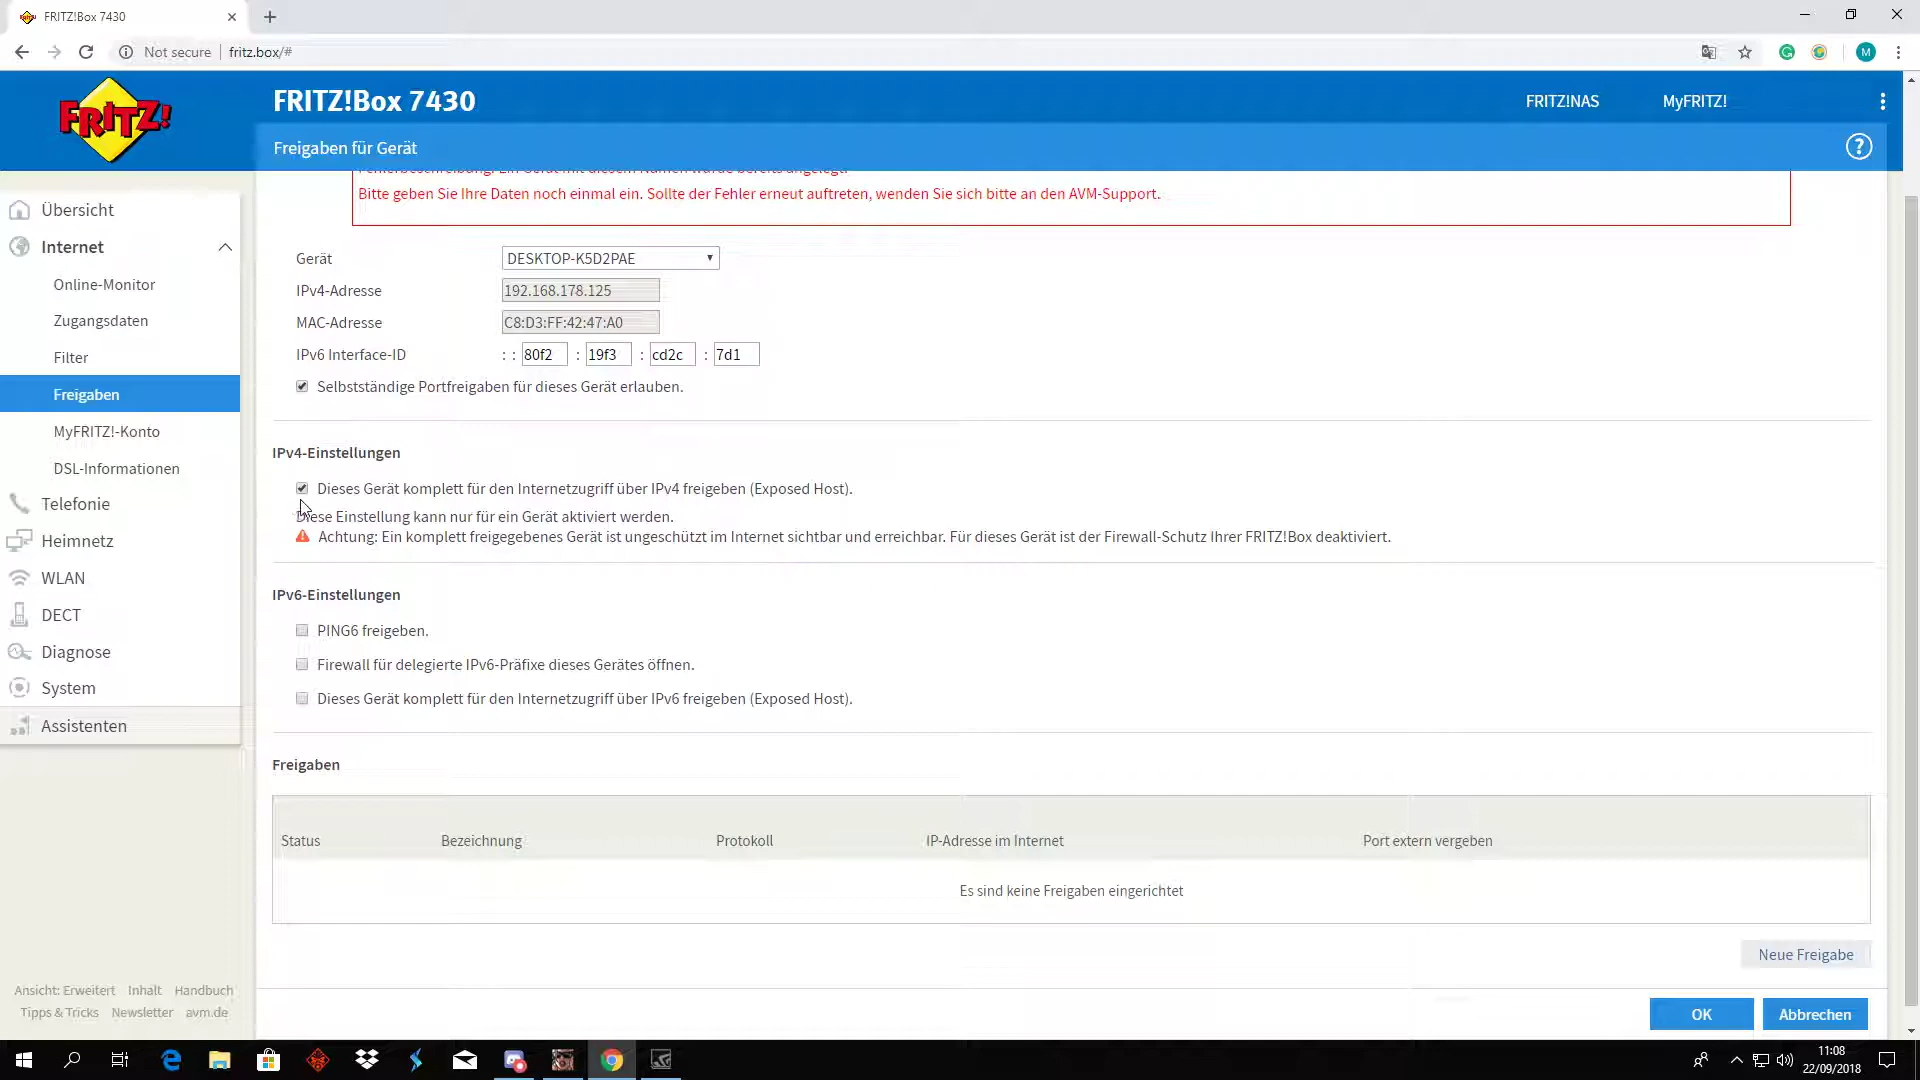 FRITZ!Box 7430
Not secure | fritz.box/#
M
FRITZ!
FRITZ!Box 7430
FRITZ!NAS
MyFRITZ!
Freigaben für Gerät
?
Fehlerbeschreibung: Ein Gerät mit diesem Namen wurde bereits angelegt.
Bitte geben Sie Ihre Daten noch einmal ein. Sollte der Fehler erneut auftreten, wenden Sie sich bitte an den AVM-Support.
Übersicht
Internet
Online-Monitor
Zugangsdaten
Filter
Freigaben
MyFRITZ!-Konto
DSL-Informationen
Telefonie
Heimnetz
WLAN
DECT
Diagnose
System
Assistenten
Ansicht: Erweitert Inhalt Handbuch
Tipps & Tricks Newsletter avm.de
Gerät DESKTOP-K5D2PAE
IPv4-Adresse 192.168.178.125
MAC-Adresse C8:D3:FF:42:47:A0
IPv6 Interface-ID : : 80f2 : 19f3 : cd2c : 7d1
Selbstständige Portfreigaben für dieses Gerät erlauben.
IPv4-Einstellungen
Dieses Gerät komplett für den Internetzugriff über IPv4 freigeben (Exposed Host).
Diese Einstellung kann nur für ein Gerät aktiviert werden.
Achtung: Ein komplett freigegebenes Gerät ist ungeschützt im Internet sichtbar und erreichbar. Für dieses Gerät ist der Firewall-Schutz Ihrer FRITZ!Box deaktiviert.
IPv6-Einstellungen
PING6 freigeben.
Firewall für delegierte IPv6-Präfixe dieses Gerätes öffnen.
Dieses Gerät komplett für den Internetzugriff über IPv6 freigeben (Exposed Host).
Freigaben
Status Bezeichnung Protokoll IP-Adresse im Internet Port extern vergeben
Es sind keine Freigaben eingerichtet
Neue Freigabe
OK
Abbrechen
11:08
22/09/2018